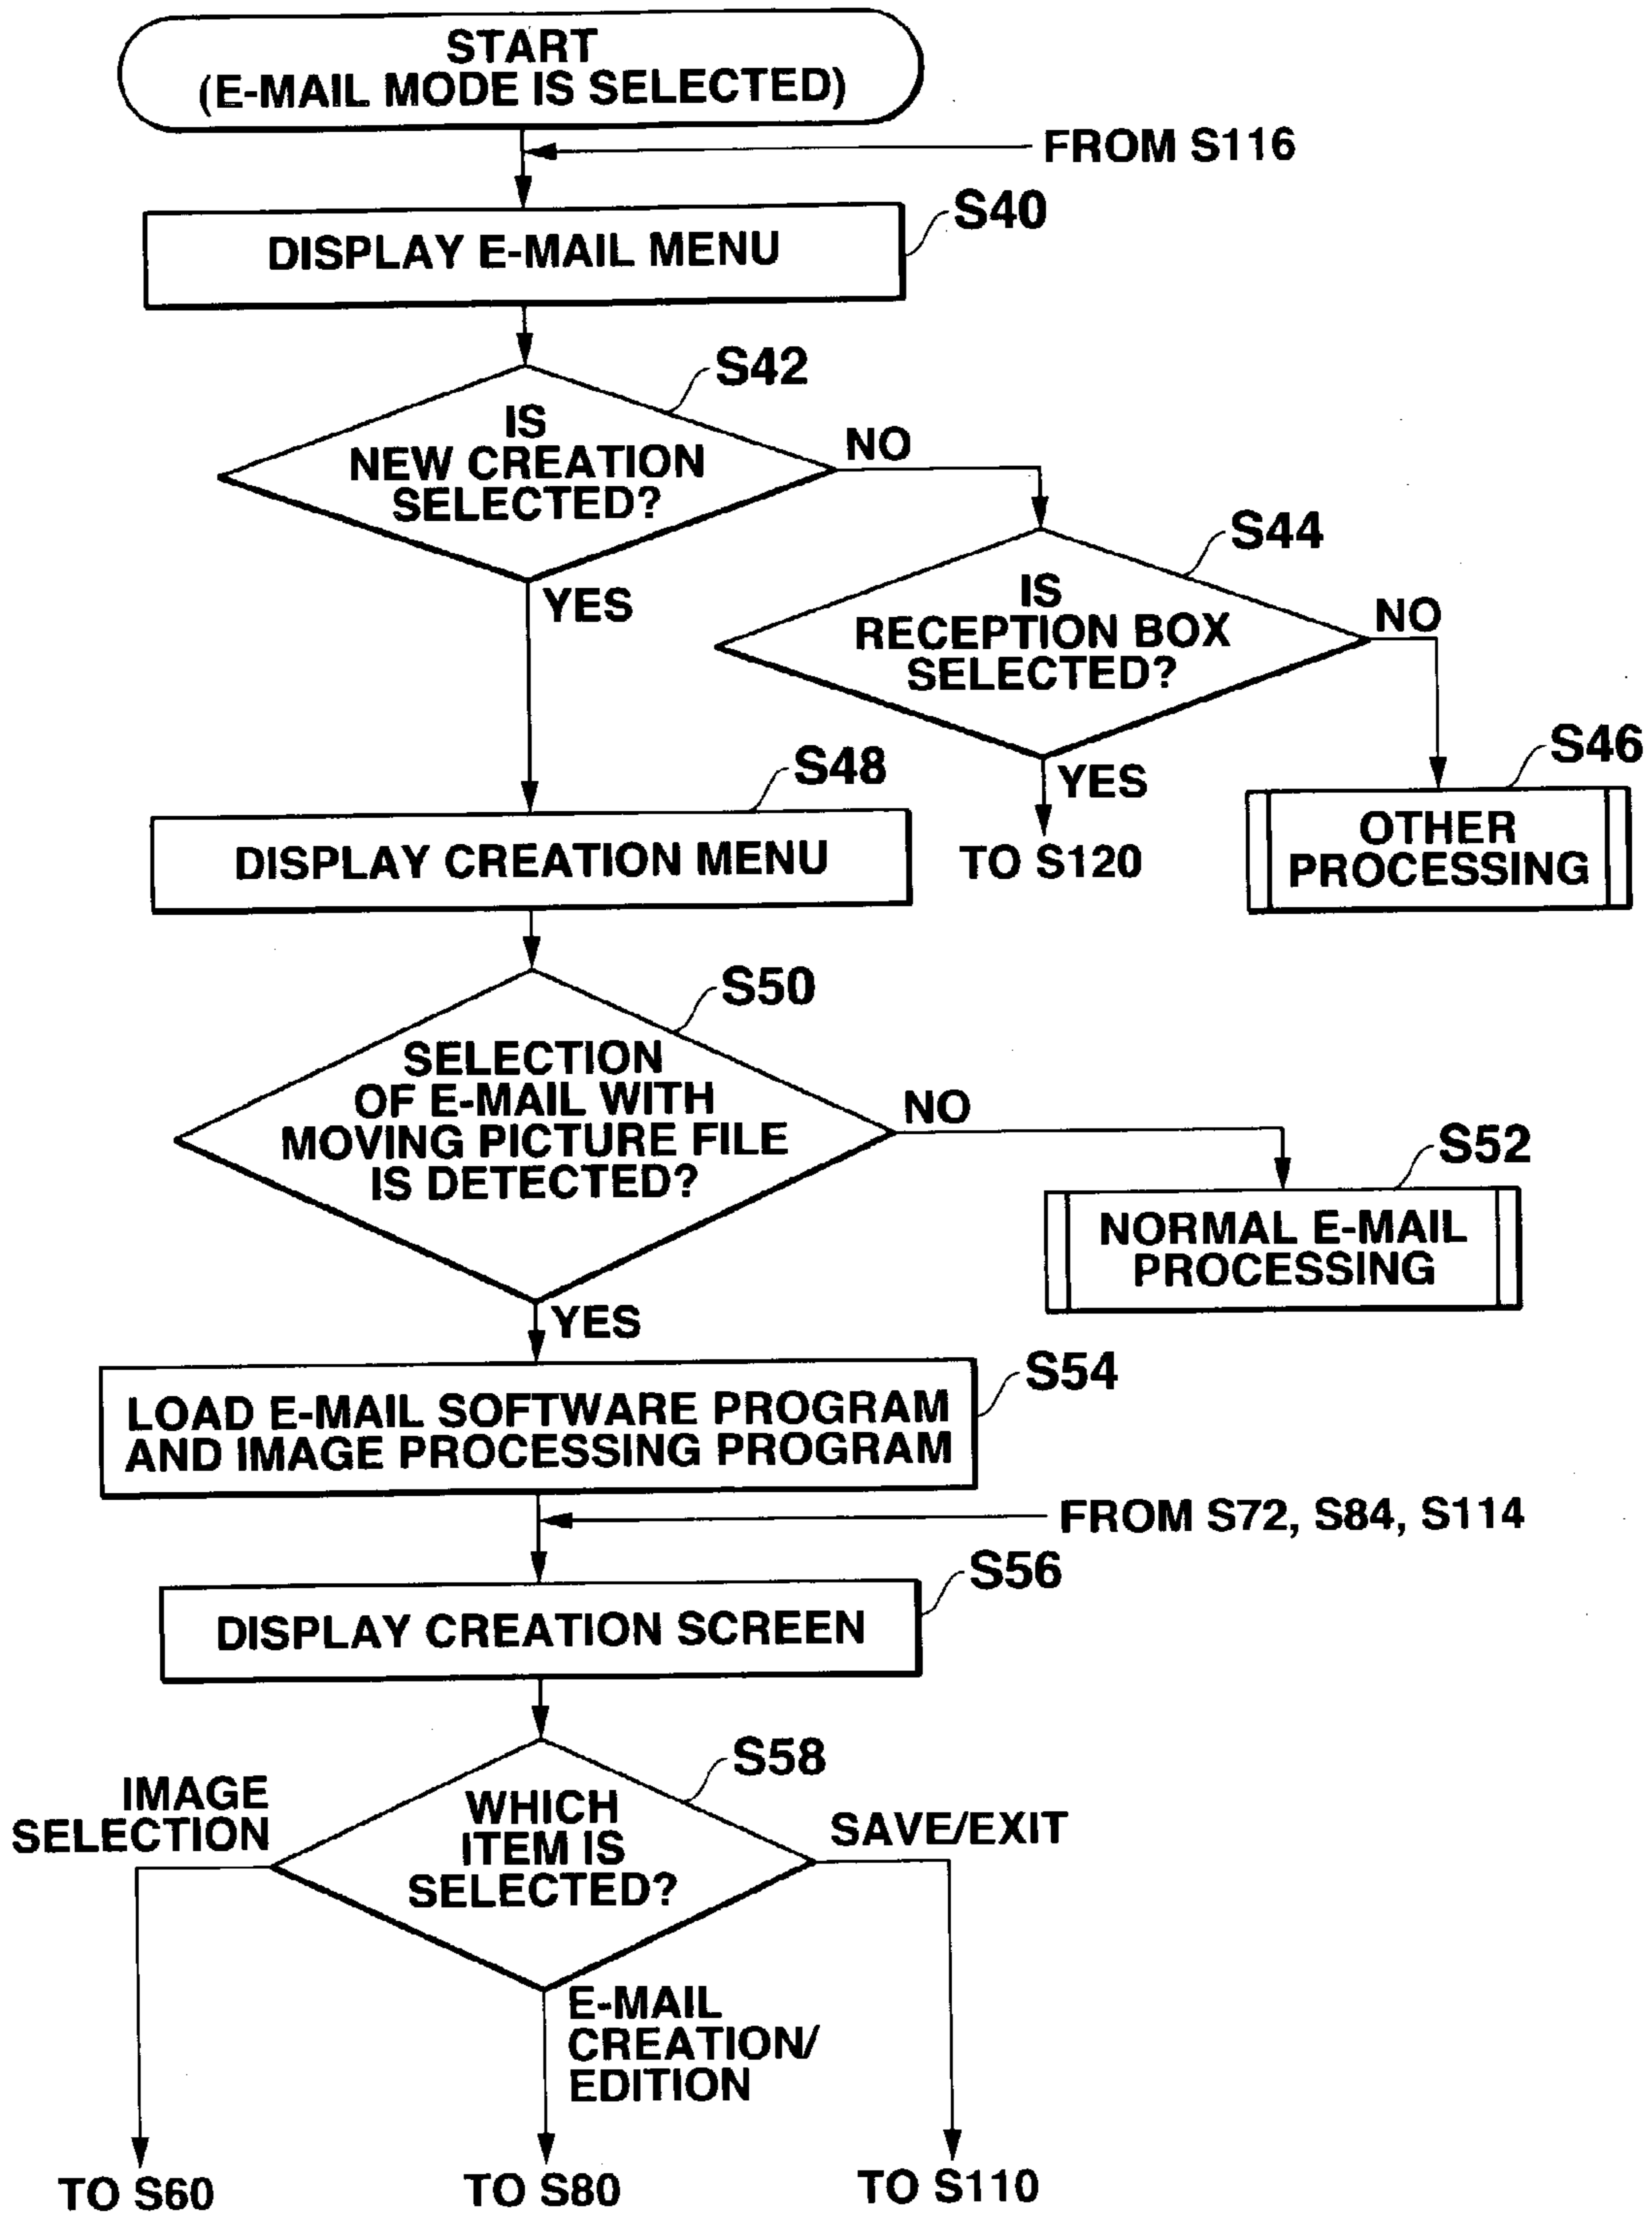 START
(E-MAIL MODE IS SELECTED)
FROM S116
S40
DISPLAY E-MAIL MENU
S42
IS
NEW CREATION
SELECTED?
NO
YES
S44
IS
RECEPTION BOX
SELECTED?
NO
YES
TO S120
S46
OTHER
PROCESSING
S48
DISPLAY CREATION MENU
S50
SELECTION
OF E-MAIL WITH
MOVING PICTURE FILE
IS DETECTED?
NO
S52
NORMAL E-MAIL
PROCESSING
YES
S54
LOAD E-MAIL SOFTWARE PROGRAM
AND IMAGE PROCESSING PROGRAM
FROM S72, S84, S114
S56
DISPLAY CREATION SCREEN
S58
WHICH
ITEM IS
SELECTED?
IMAGE
SELECTION
SAVE/EXIT
E-MAIL
CREATION/
EDITION
TO S60
TO S80
TO S110